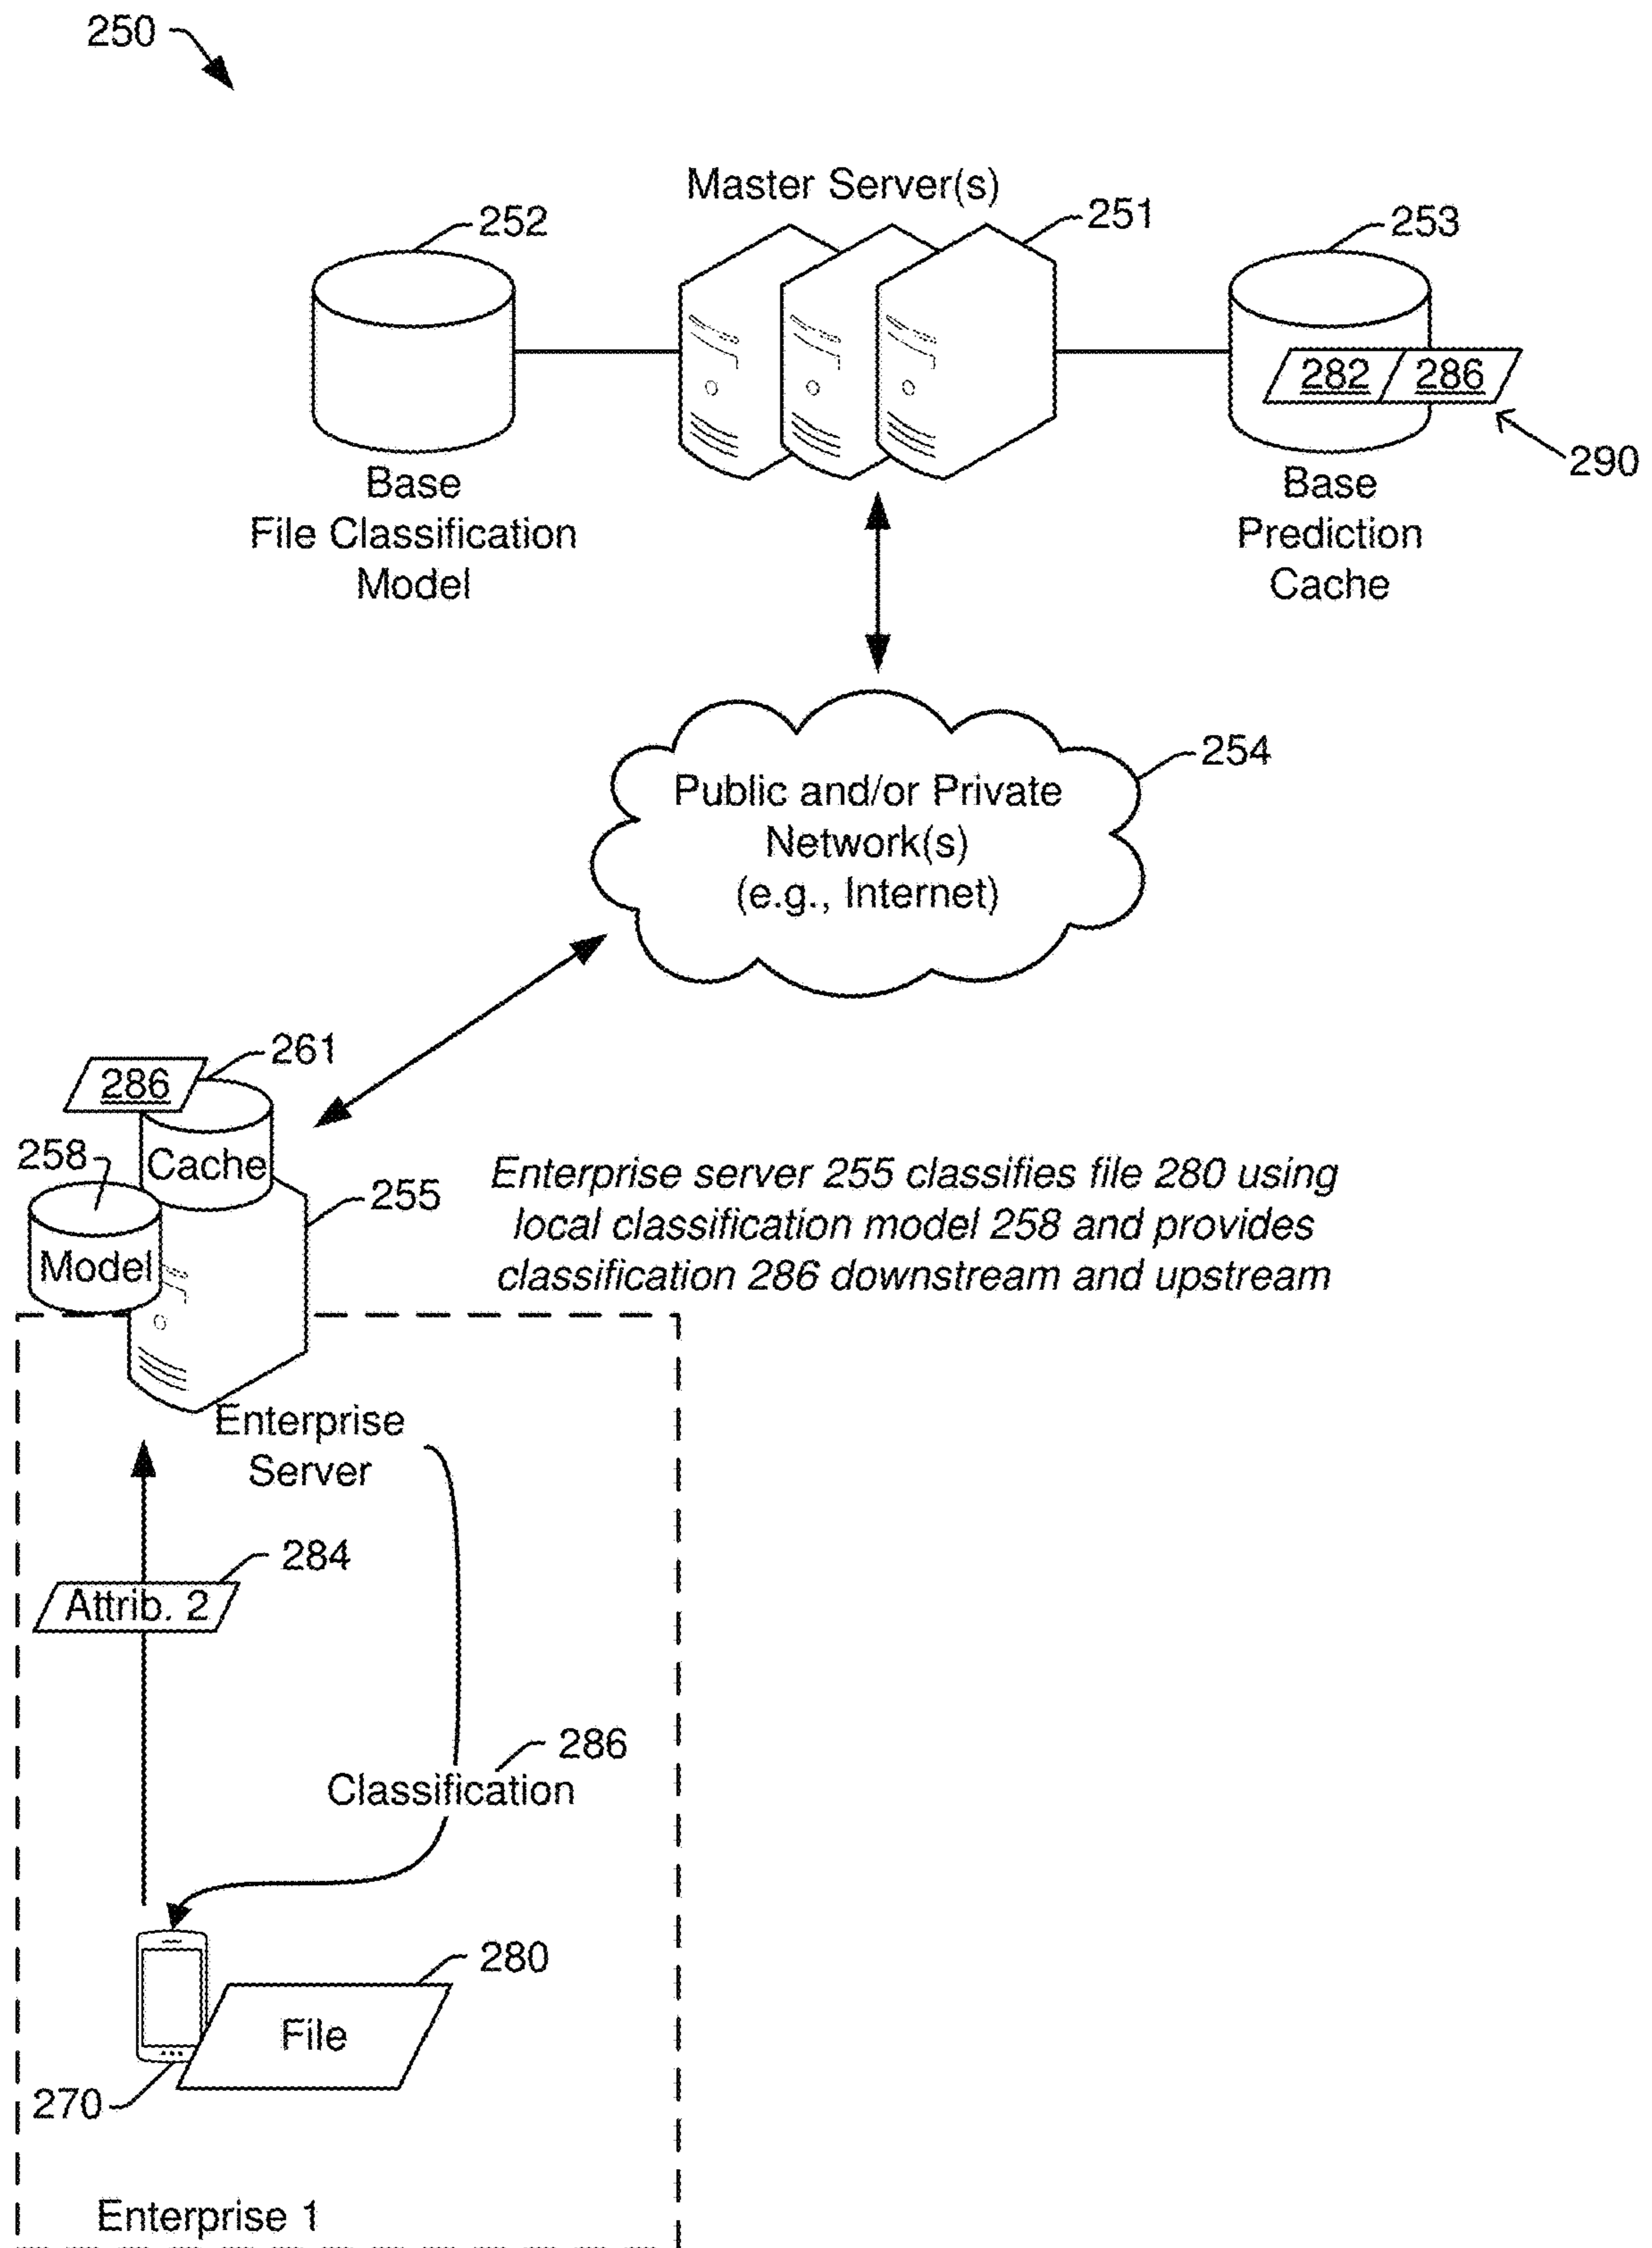 250
Master Server(s)
252
251
253
282
286
290
Base
File Classification
Model
Base
Prediction
Cache
254
Public and/or Private
Network(s)
(e.g., Internet)
261
286
258
Cache
255
Model
Enterprise server 255 classifies file 280 using
local classification model 258 and provides
classification 286 downstream and upstream
Enterprise
Server
284
Attrib. 2
286
Classification
280
File
270
Enterprise 1